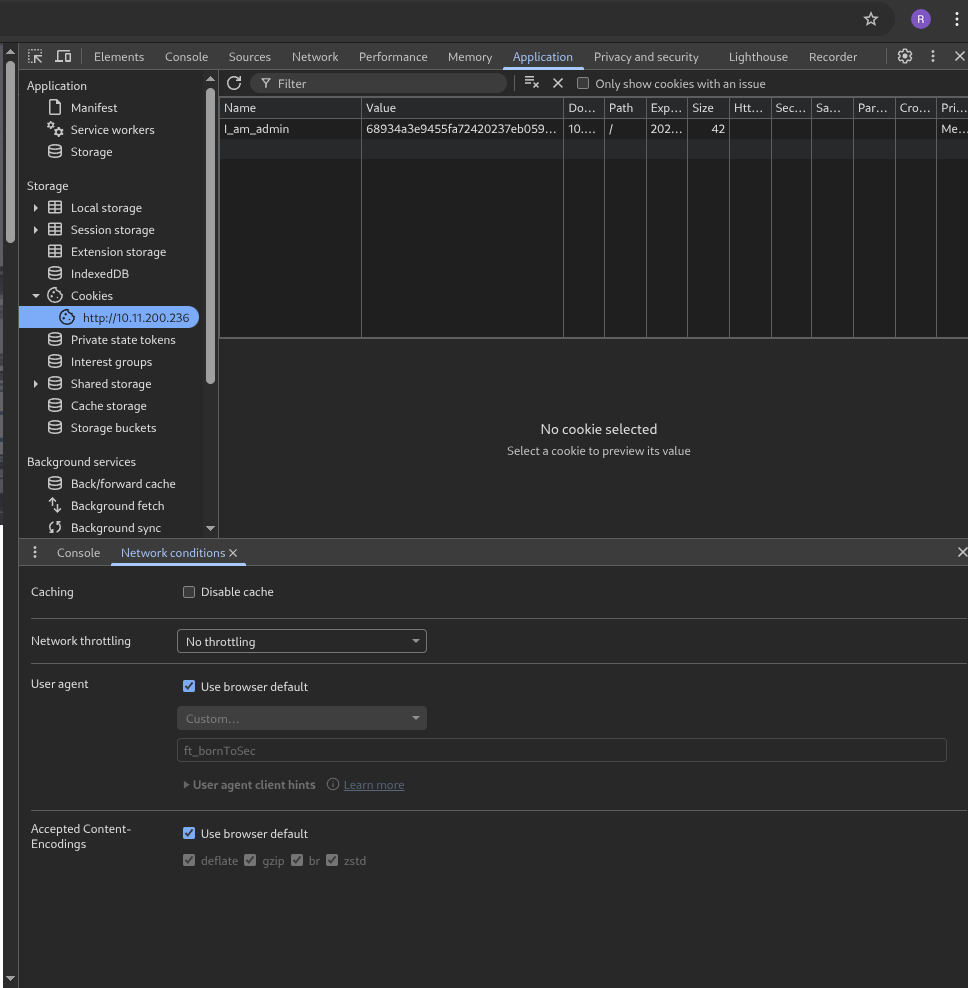 R
Elements Console Sources Network Performance Memory Application Privacy and security Lighthouse Recorder
Application
Manifest
Service workers
Storage
Storage
Local storage
Session storage
Extension storage
IndexedDB
Cookies
http://10.11.200.236
Private state tokens
Interest groups
Shared storage
Cache storage
Storage buckets
Background services
Back/forward cache
Background fetch
Background sync
Filter Only show cookies with an issue
Name Value Do... Path Exp... Size Htt... Sec... Sa... Par... Cro... Pri...
I_am_admin 68934a3e9455fa72420237eb059... 10.... / 202... 42 Me...
No cookie selected
Select a cookie to preview its value
Console Network conditions
Caching Disable cache
Network throttling No throttling
User agent Use browser default
Custom...
ft_bornToSec
User agent client hints Learn more
Accepted Content-
Encodings
Use browser default
deflate gzip br zstd